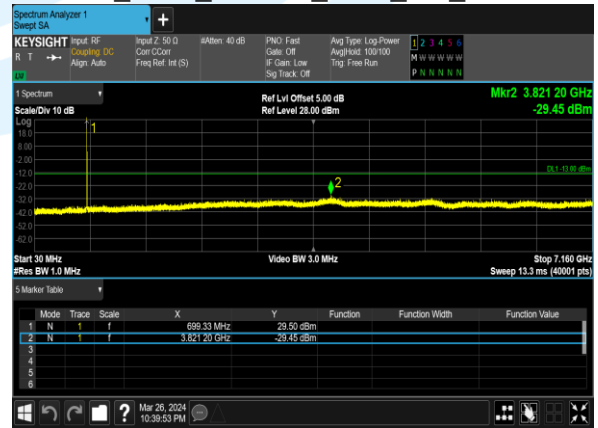 Spectrum Analyzer 1
Swept SA
+
KEYSIGHT Input: RF Input Z: 50 Ω #Atten: 40 dB PNO: Fast Avg Type: Log-Power 1 2 3 4 5 6
R T Coupling: DC Corr CCorr Gate: Off Avg|Hold: 100/100 M W W W W W
Align: Auto Freq Ref: Int (S) IF Gain: Low Trig: Free Run
LW Sig Track: Off P N N N N N
1 Spectrum Ref Lvl Offset 5.00 dB Mkr2 3.821 20 GHz
Scale/Div 10 dB Ref Level 28.00 dBm -29.45 dBm
Log
18.0
8.00
-2.00
-12.0
-22.0
-32.0
-42.0
-52.0
-62.0
1
DL1 -13.00 dBm
2
Start 30 MHz Video BW 3.0 MHz Stop 7.160 GHz
#Res BW 1.0 MHz Sweep 13.3 ms (40001 pts)
5 Marker Table
Mode Trace Scale X Y Function Function Width Function Value
1 N 1 f 699.33 MHz 29.50 dBm
2 N 1 f 3.821 20 GHz -29.45 dBm
3
4
5
6
? Mar 26, 2024
10:39:53 PM